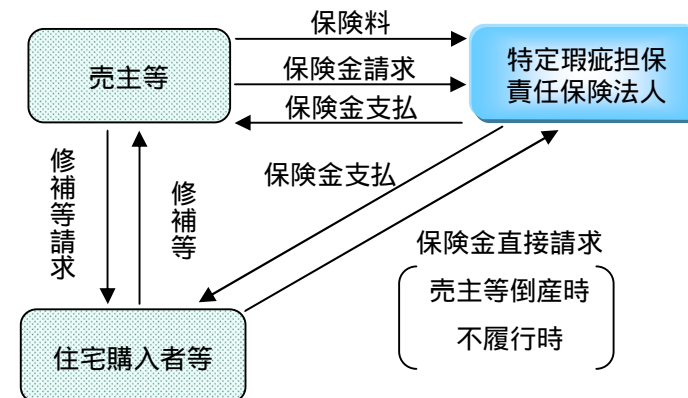 保険料
売主等
保険金請求
特定瑕疵担保
責任保険法人
保険金支払
修補等請求
修補等
保険金支払
保険金直接請求
売主等倒産時
不履行時
住宅購入者等